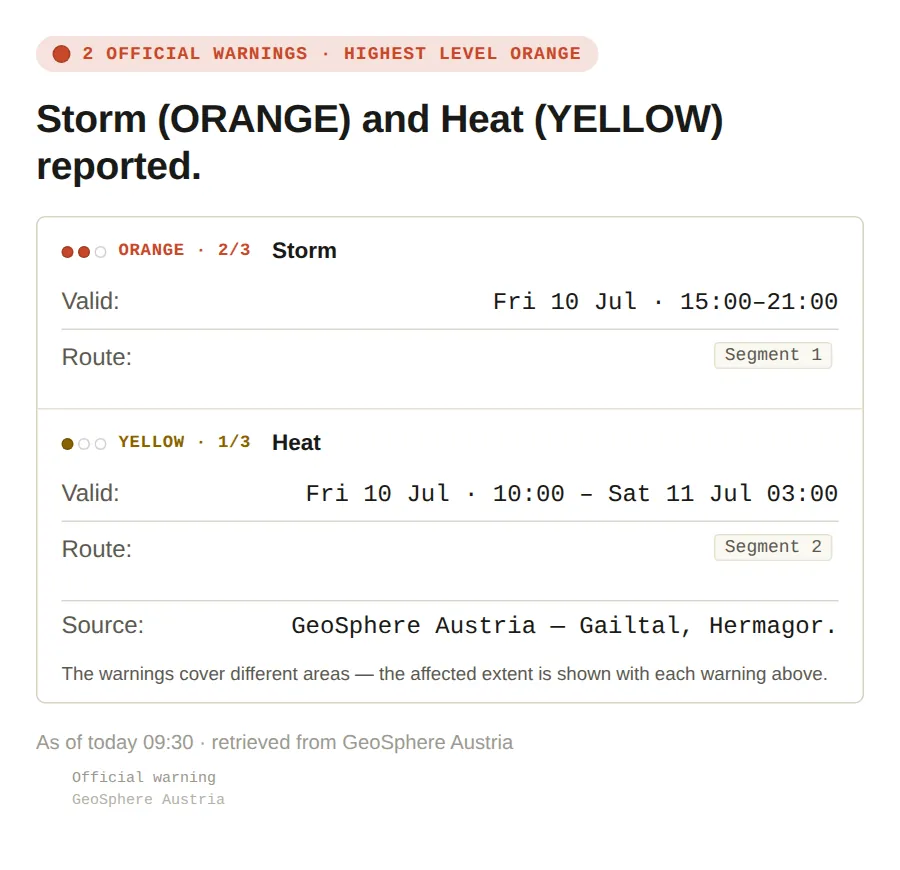 2 OFFICIAL WARNINGS · HIGHEST LEVEL ORANGE
Storm (ORANGE) and Heat (YELLOW)
reported.
ORANGE · 2/3 Storm
Valid: Fri 10 Jul · 15:00–21:00
Route: Segment 1
YELLOW · 1/3 Heat
Valid: Fri 10 Jul · 10:00 – Sat 11 Jul 03:00
Route: Segment 2
Source: GeoSphere Austria — Gailtal, Hermagor.
The warnings cover different areas — the affected extent is shown with each warning above.
As of today 09:30 · retrieved from GeoSphere Austria
Official warning
GeoSphere Austria